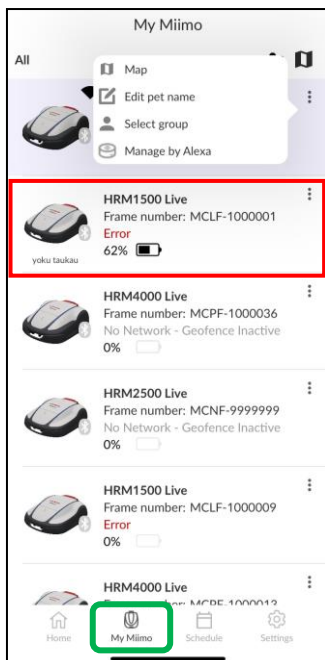 My Miimo
All
Map
Edit pet name
Select group
Manage by Alexa
HRM1500 Live
Frame number: MCLF-1000001
Error
62%
yoku taukau
HRM4000 Live
Frame number: MCPF-1000036
No Network - Geofence Inactive
0%
HRM2500 Live
Frame number: MCNF-9999999
No Network - Geofence Inactive
0%
HRM1500 Live
Frame number: MCLF-1000009
Error
0%
HRM4000 Live
Home
My Miimo
Schedule
Settings